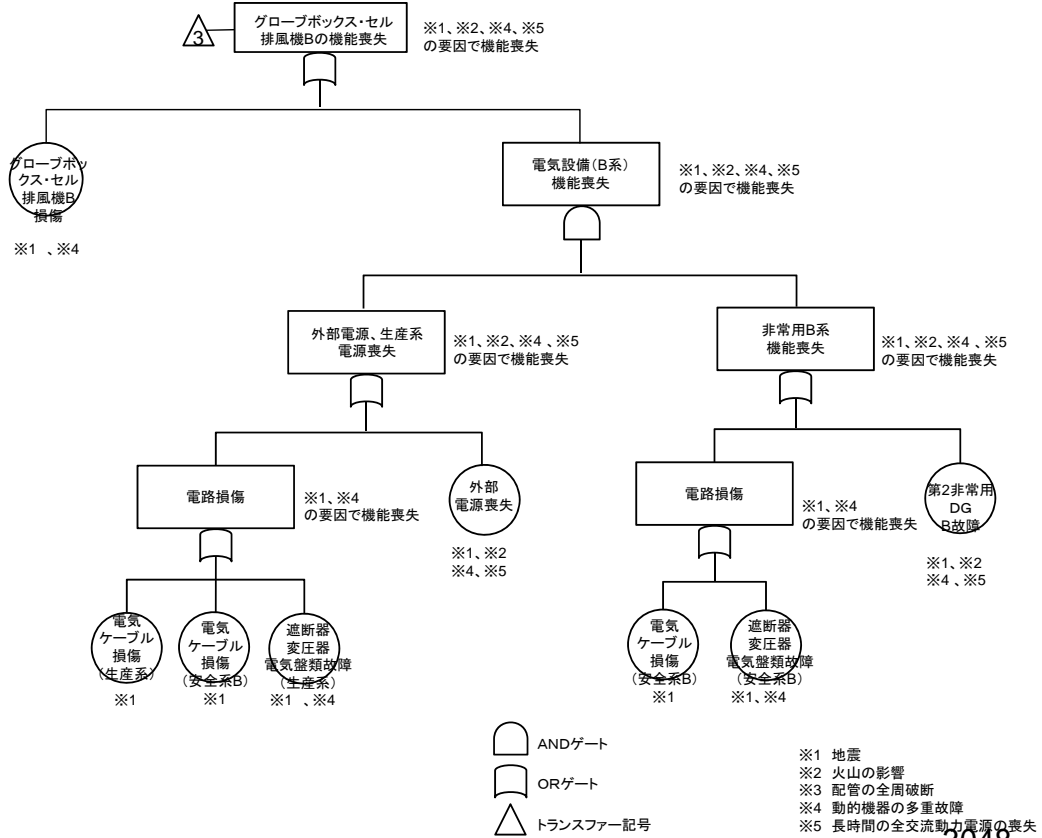 3
グローブボックス・セル
排風機Bの機能喪失
※1、※2、※4、※5
の要因で機能喪失
グローブボッ
クス・セル
排風機B
損傷
※1 、※4
電気設備(B系)
機能喪失
※1、※2、※4、※5
の要因で機能喪失
外部電源、生産系
電源喪失
※1、※2、※4 、※5
の要因で機能喪失
非常用B系
機能喪失
※1、※2、※4 、※5
の要因で機能喪失
電路損傷
※1、※4
の要因で機能喪失
外部
電源喪失
※1、※2
※4、※5
電路損傷
※1、※4
の要因で機能喪失
第2非常用
DG
B故障
※1、※2
※4 、※5
電気
ケーブル
損傷
(生産系)
※1
電気
ケーブル
損傷
(安全系B)
※1
遮断器
変圧器
電気盤類故障
(生産系)
※1 、※4
電気
ケーブル
損傷
(安全系B)
※1
遮断器
変圧器
電気盤類故障
(安全系B)
※1、※4
ANDゲート
ORゲート
トランスファー記号
※1 地震
※2 火山の影響
※3 配管の全周破断
※4 動的機器の多重故障
※5 長時間の全交流動力電源の喪失
2048